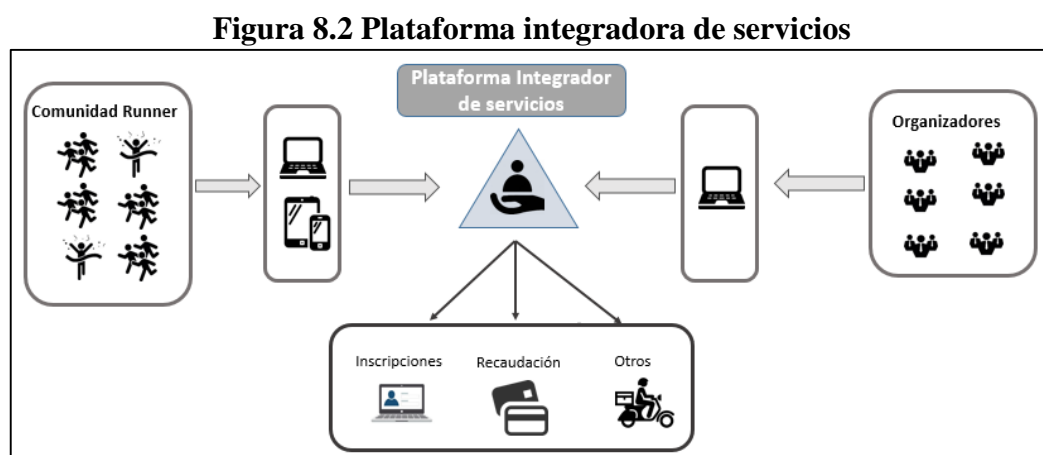 Figura 8.2 Plataforma integradora de servicios
Plataforma Integrador
de servicios
Comunidad Runner
Organizadores
Inscripciones
Recaudación
Otros